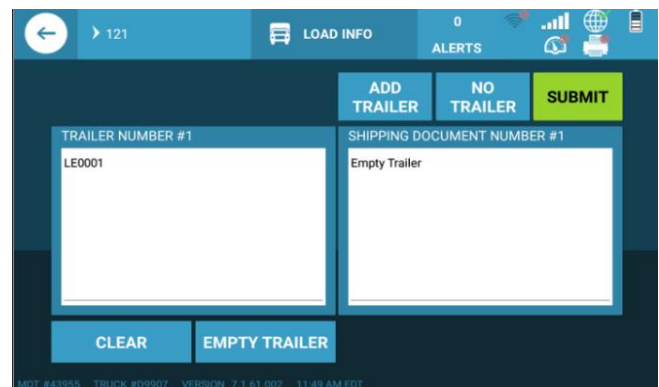 121
LOAD INFO
0
ALERTS
ADD
TRAILER
NO
TRAILER
SUBMIT
TRAILER NUMBER #1
SHIPPING DOCUMENT NUMBER #1
LE0001
Empty Trailer
CLEAR
EMPTY TRAILER
MDT #43955 TRUCK #D9907 VERSION 7.1.61.002 11:49 AM EDT